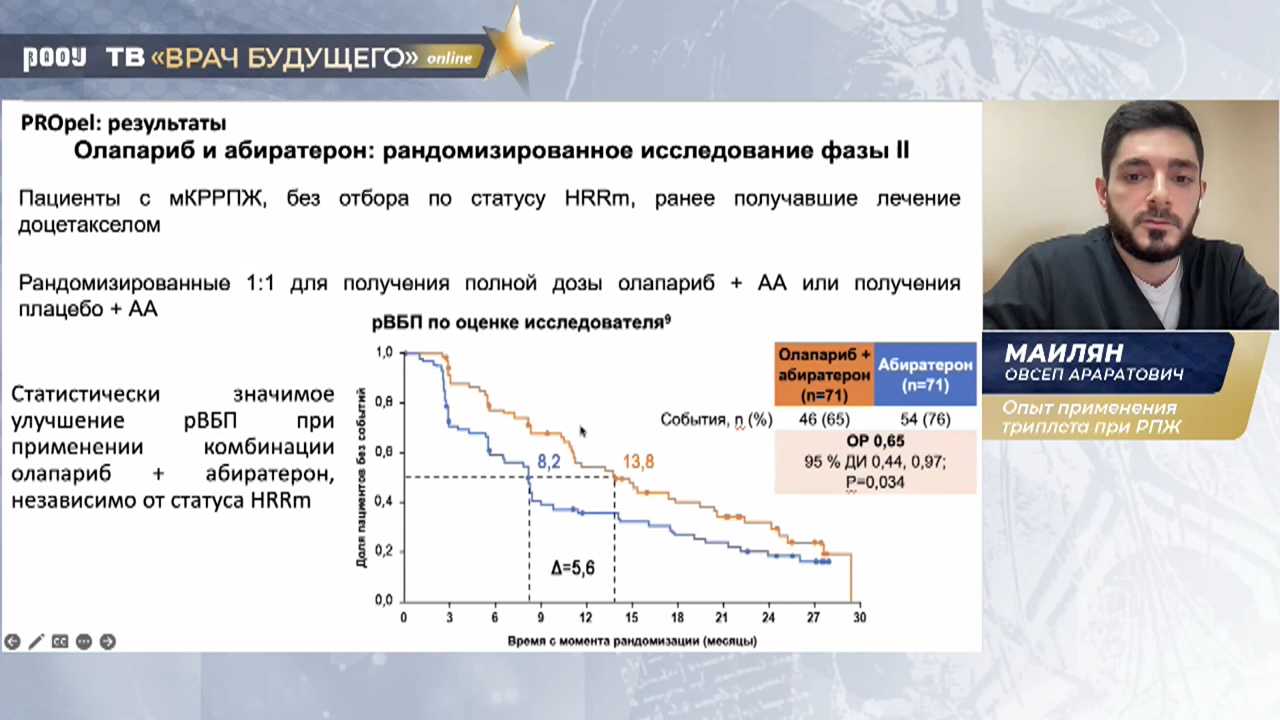 РООУ ТВ «ВРАЧ БУДУЩЕГО» online
PROpel: результаты
Олапариб и абиратерон: рандомизированное исследование фазы II
Пациенты с мКРРПЖ, без отбора по статусу HRRm, ранее получавшие лечение
доцетакселом
Рандомизированные 1:1 для получения полной дозы олапариб + АА или получения
плацебо + АА
Статистически значимое
улучшение рВБП при
применении комбинации
олапариб + абиратерон,
независимо от статуса HRRm
рВБП по оценке исследователя⁹
Доля пациентов без событий
1,0
0,8
0,6
0,4
0,2
0,0
8,2
13,8
Δ=5,6
0 3 6 9 12 15 18 21 24 27 30
Время с момента рандомизации (месяцы)
Олапариб +
абиратерон
(n=71)
Абиратерон
(n=71)
События, n (%) 46 (65) 54 (76)
ОР 0,65
95 % ДИ 0,44, 0,97;
P=0,034
МАИЛЯН
ОВСЕП АРАРАТОВИЧ
Опыт применения
триплета при РПЖ